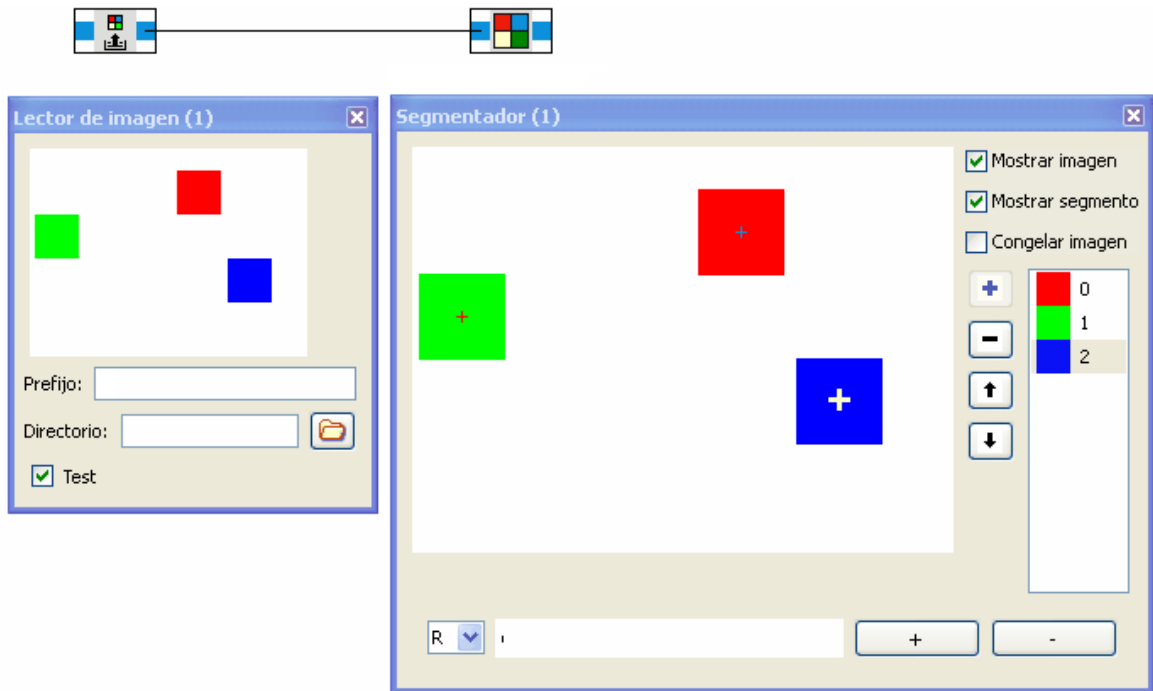 Lector de imagen (1)
Prefijo:
Directorio:
Test
Segmentador (1)
Mostrar imagen
Mostrar segmento
Congelar imagen
0
1
2
R
+
-